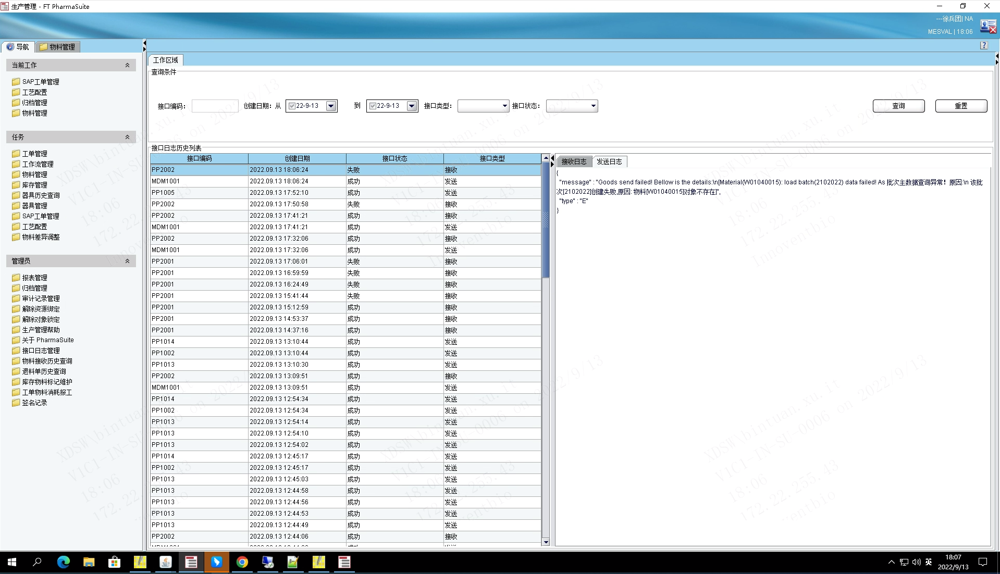 生产管理 - FT PharmaSuite
---徐兵团| NA
MESVAL | 18:06
导航
物料管理
当前工作
SAP工单管理
工艺配置
归档管理
物料管理
任务
工单管理
工作流管理
物料管理
库存管理
器具历史查询
器具管理
SAP工单管理
工艺配置
物料差异调整
管理员
报表管理
归档管理
审计记录管理
解除资源绑定
解除对象锁定
生产管理帮助
关于 PharmaSuite
接口日志管理
物料接收历史查询
退料单历史查询
库存物料标记维护
工单物料消耗报工
签名记录
工作区域
查询条件
接口编码： 创建日期：从 22-9-13 到 22-9-13 接口类型： 接口状态： 查询 重置
接口日志历史列表
接口编码 创建日期 接口状态 接口类型
PP2002 2022.09.13 18:06:24 失败 接收
MDM1001 2022.09.13 18:06:24 成功 发送
PP1005 2022.09.13 17:52:10 成功 发送
PP2002 2022.09.13 17:50:58 失败 接收
PP2002 2022.09.13 17:41:21 成功 接收
MDM1001 2022.09.13 17:41:21 成功 发送
PP2002 2022.09.13 17:32:06 成功 接收
MDM1001 2022.09.13 17:32:06 成功 发送
PP2001 2022.09.13 17:06:01 失败 接收
PP2001 2022.09.13 16:59:59 失败 接收
PP2001 2022.09.13 16:24:49 失败 接收
PP2001 2022.09.13 15:41:44 失败 接收
PP2001 2022.09.13 15:12:59 成功 接收
PP2001 2022.09.13 14:53:37 成功 接收
PP2001 2022.09.13 14:37:16 成功 接收
PP1014 2022.09.13 13:10:44 成功 发送
PP1002 2022.09.13 13:10:44 成功 发送
PP1013 2022.09.13 13:10:30 成功 发送
PP2002 2022.09.13 13:09:51 成功 接收
MDM1001 2022.09.13 13:09:51 成功 发送
PP1014 2022.09.13 12:54:34 成功 发送
PP1002 2022.09.13 12:54:34 成功 发送
PP1013 2022.09.13 12:54:14 成功 发送
PP1013 2022.09.13 12:54:10 成功 发送
PP1013 2022.09.13 12:54:02 成功 发送
PP1014 2022.09.13 12:45:17 成功 发送
PP1002 2022.09.13 12:45:17 成功 发送
PP1013 2022.09.13 12:45:03 成功 发送
PP1013 2022.09.13 12:44:58 成功 发送
PP1013 2022.09.13 12:44:56 成功 发送
PP1013 2022.09.13 12:44:53 成功 发送
PP1013 2022.09.13 12:44:49 成功 发送
PP2002 2022.09.13 12:44:06 成功 接收
接收日志 发送日志
{
"message" : "Goods send failed! Bellow is the details:\n[Material(W01040015): load batch(2102022) data failed! As 批次主数据查询异常！原因:\n 该批
次[2102022]创建失败,原因: 物料[W01040015]对象不存在]",
"type" : "E"
}
XDSW\bintuan.xu.it
V1C1-IN-SU-0006 on 2022/9/13
18:06
172.22.255.43
Innoventbio
英
18:07
2022/9/13